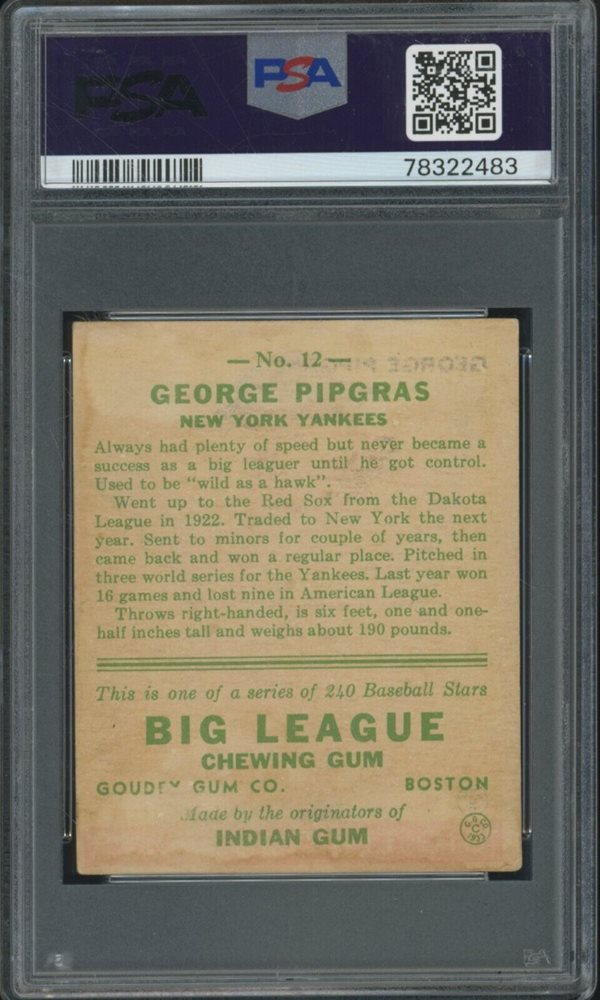 PSA
PSA
78322483
— No. 12 —
GEORGE PIPGRAS
NEW YORK YANKEES
Always had plenty of speed but never became a
success as a big leaguer until he got control.
Used to be "wild as a hawk".
Went up to the Red Sox from the Dakota
League in 1922. Traded to New York the next
year. Sent to minors for couple of years, then
came back and won a regular place. Pitched in
three world series for the Yankees. Last year won
16 games and lost nine in American League.
Throws right-handed, is six feet, one and one-
half inches tall and weighs about 190 pounds.
This is one of a series of 240 Baseball Stars
BIG LEAGUE
CHEWING GUM
GOUDEY GUM CO. BOSTON
Made by the originators of
INDIAN GUM
G.G.CO.
C
1933